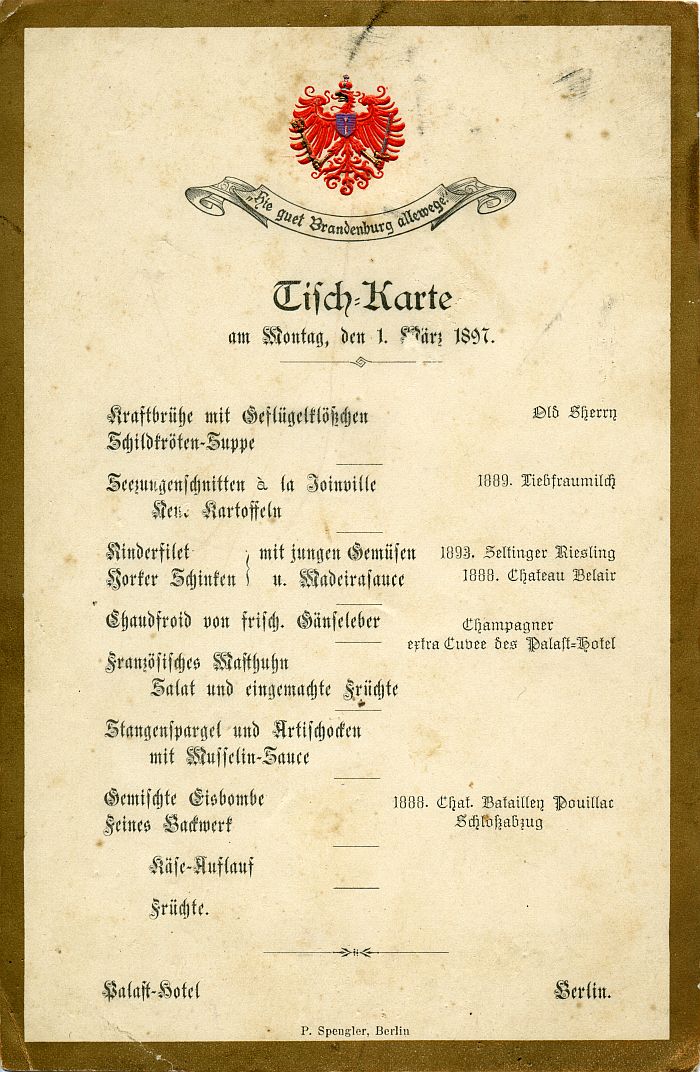 „Hie guet Brandenburg allewege!“
Tisch-Karte
am Montag, den 1. März 1897.
Kraftbrühe mit Geflügelklößchen
Old Sherry
Schildkröten-Suppe
Seezungenschnitten à la Joinville
1889. Liebfraumilch
Neue Kartoffeln
Rinderfilet } mit jungen Gemüsen
1893. Zeltinger Riesling
Yorker Schinken } u. Madeirasauce
1888. Chateau Belair
Chaudfroid von frisch. Gänseleber
Champagner
extra Cuvee des Palast-Hotel
Französisches Masthuhn
Salat und eingemachte Früchte
Stangenspargel und Artischocken
mit Musselin-Sauce
Gemischte Eisbombe
1888. Chat. Batailley Pouillac
Feines Backwerk
Schloßabzug
Käse-Auflauf
Früchte.
Palast-Hotel
Berlin.
P. Spengler, Berlin